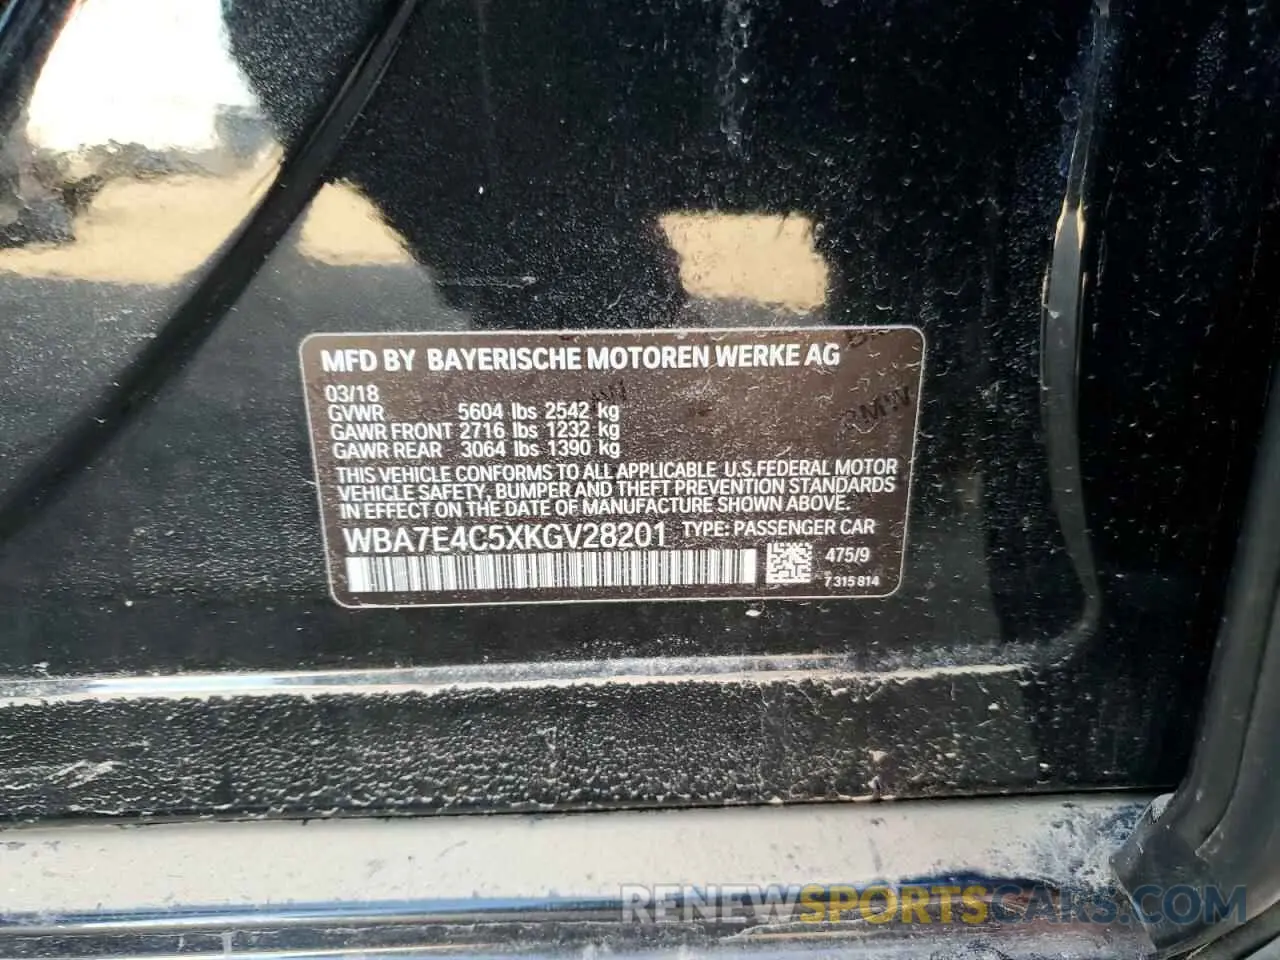 MFD BY BAYERISCHE MOTOREN WERKE AG
03/18
GVWR 5604 lbs 2542 kg
GAWR FRONT 2716 lbs 1232 kg
GAWR REAR 3064 lbs 1390 kg
THIS VEHICLE CONFORMS TO ALL APPLICABLE U.S.FEDERAL MOTOR
VEHICLE SAFETY, BUMPER AND THEFT PREVENTION STANDARDS
IN EFFECT ON THE DATE OF MANUFACTURE SHOWN ABOVE.
WBA7E4C5XKGV28201 TYPE: PASSENGER CAR
475/9
7 315 814
BMW
RENEWSPORTSCARS.COM